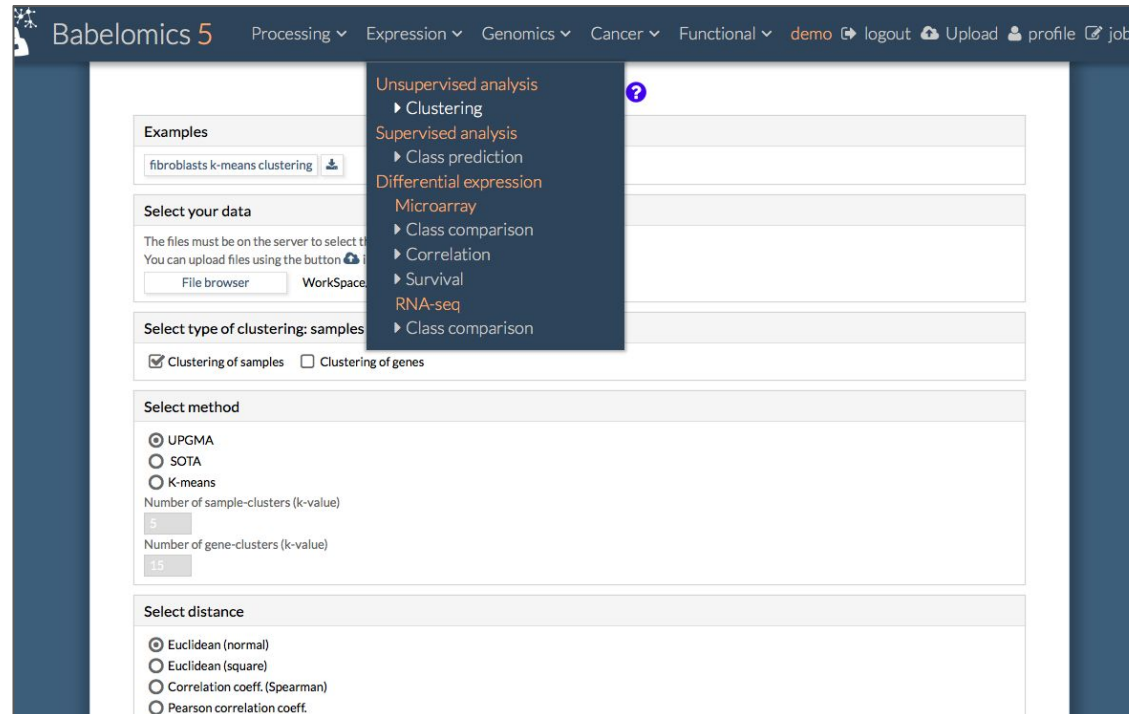 Babelomics 5 Processing Expression Genomics Cancer Functional demo logout Upload profile job
Unsupervised analysis
Clustering
Supervised analysis
Class prediction
Differential expression
Microarray
Class comparison
Correlation
Survival
RNA-seq
Class comparison
?
Examples
fibroblasts k-means clustering
Select your data
The files must be on the server to select
You can upload files using the button
File browser WorkSpace
Select type of clustering: samples
Clustering of samples Clustering of genes
Select method
UPGMA
SOTA
K-means
Number of sample-clusters (k-value)
5
Number of gene-clusters (k-value)
15
Select distance
Euclidean (normal)
Euclidean (square)
Correlation coeff. (Spearman)
Pearson correlation coeff.